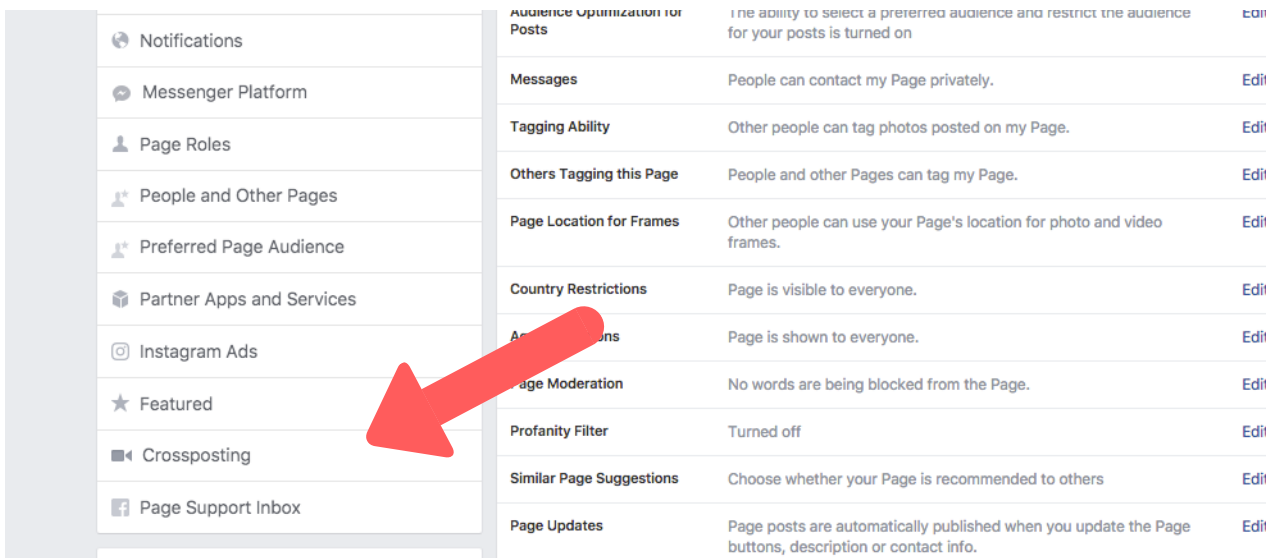 Notifications
Messenger Platform
Page Roles
People and Other Pages
Preferred Page Audience
Partner Apps and Services
Instagram Ads
Featured
Crossposting
Page Support Inbox
Audience Optimization for
Posts
The ability to select a preferred audience and restrict the audience
for your posts is turned on
Edit
Messages
People can contact my Page privately.
Edit
Tagging Ability
Other people can tag photos posted on my Page.
Edit
Others Tagging this Page
People and other Pages can tag my Page.
Edit
Page Location for Frames
Other people can use your Page's location for photo and video
frames.
Edit
Country Restrictions
Page is visible to everyone.
Edit
Page is shown to everyone.
Edit
Page Moderation
No words are being blocked from the Page.
Edit
Profanity Filter
Turned off
Edit
Similar Page Suggestions
Choose whether your Page is recommended to others
Edit
Page Updates
Page posts are automatically published when you update the Page
buttons, description or contact info.
Edit